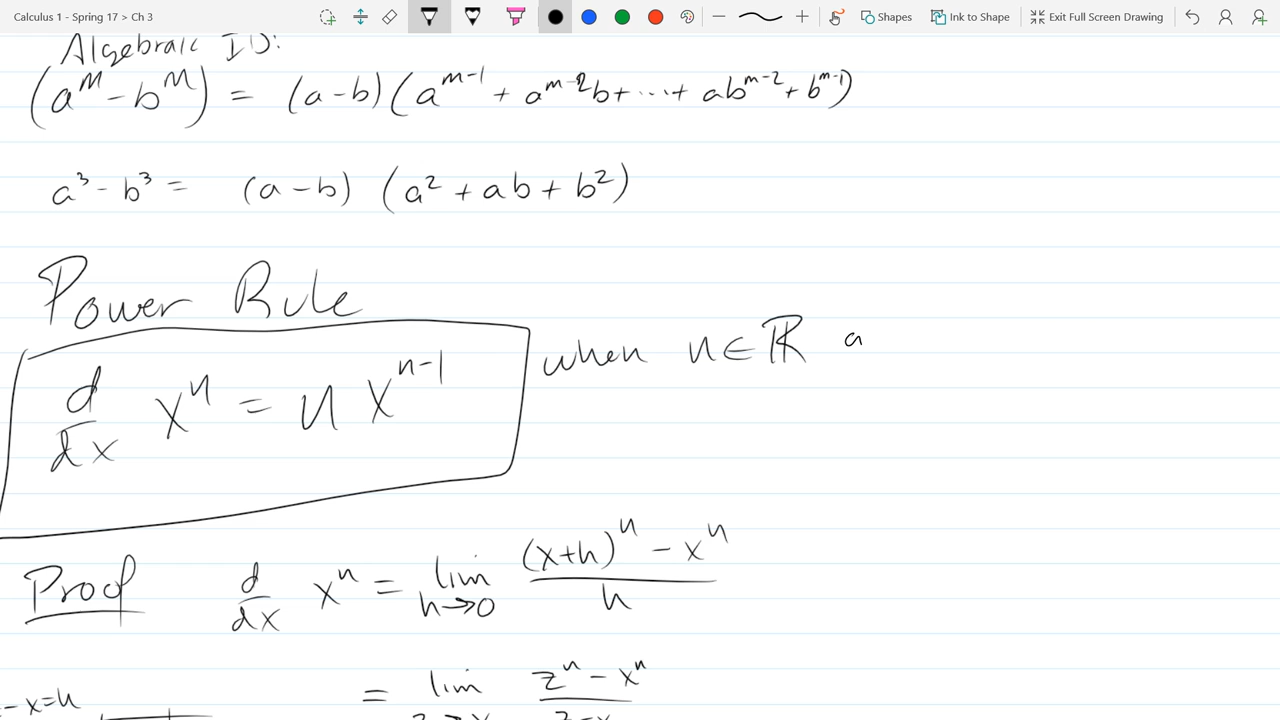 Calculus 1 - Spring 17 > Ch 3
Shapes
Ink to Shape
Exit Full Screen Drawing
Algebraic ID:
(a^m - b^m) = (a-b)(a^{m-1} + a^{m-2}b + ... + ab^{m-2} + b^{m-1})
a^3 - b^3 = (a-b) (a^2 + ab + b^2)
Power Rule
d/dx x^n = n x^{n-1} when n ∈ ℝ a
Proof d/dx x^n = lim h→0 ((x+h)^n - x^n)/h
-x=h = lim z→x (z^n - x^n)/(z-x)